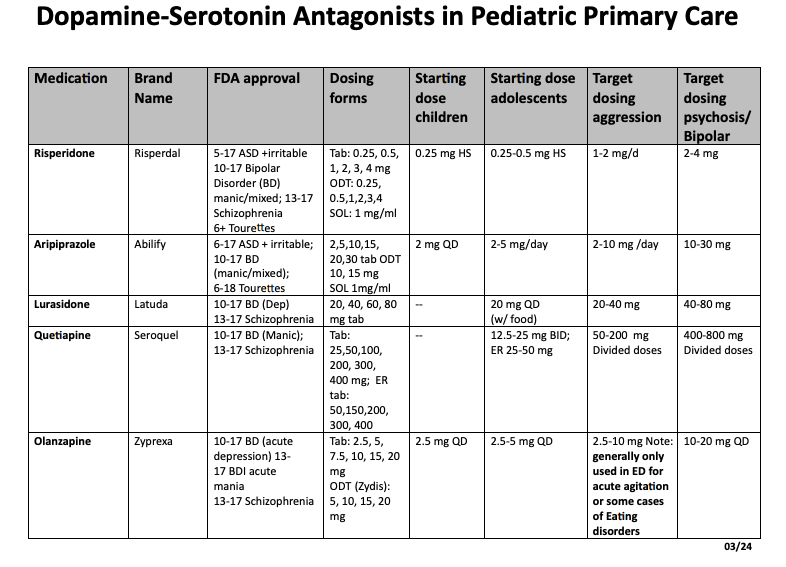 Dopamine-Serotonin Antagonists in Pediatric Primary Care
Medication
Brand
Name
FDA approval
Dosing
forms
Starting
dose
children
Starting dose
adolescents
Target
dosing
aggression
Target
dosing
psychosis/
Bipolar
Risperidone
Risperdal
5-17 ASD +irritable
10-17 Bipolar
Disorder (BD)
manic/mixed; 13-17
Schizophrenia
6+ Tourettes
Tab: 0.25, 0.5,
1, 2, 3, 4 mg
ODT: 0.25,
0.5,1,2,3,4
SOL: 1 mg/ml
0.25 mg HS
0.25-0.5 mg HS
1-2 mg/d
2-4 mg
Aripiprazole
Abilify
6-17 ASD + irritable;
10-17 BD
(manic/mixed);
6-18 Tourettes
2,5,10,15,
20,30 tab ODT
10, 15 mg
SOL 1mg/ml
2 mg QD
2-5 mg/day
2-10 mg /day
10-30 mg
Lurasidone
Latuda
10-17 BD (Dep)
13-17 Schizophrenia
20, 40, 60, 80
mg tab
--
20 mg QD
(w/ food)
20-40 mg
40-80 mg
Quetiapine
Seroquel
10-17 BD (Manic);
13-17 Schizophrenia
Tab:
25,50,100,
200, 300,
400 mg; ER
tab:
50,150,200,
300, 400
--
12.5-25 mg BID;
ER 25-50 mg
50-200 mg
Divided doses
400-800 mg
Divided doses
Olanzapine
Zyprexa
10-17 BD (acute
depression) 13-
17 BDI acute
mania
13-17 Schizophrenia
Tab: 2.5, 5,
7.5, 10, 15, 20
mg
ODT (Zydis):
5, 10, 15, 20
mg
2.5 mg QD
2.5-5 mg QD
2.5-10 mg Note:
generally only
used in ED for
acute agitation
or some cases
of Eating
disorders
10-20 mg QD
03/24